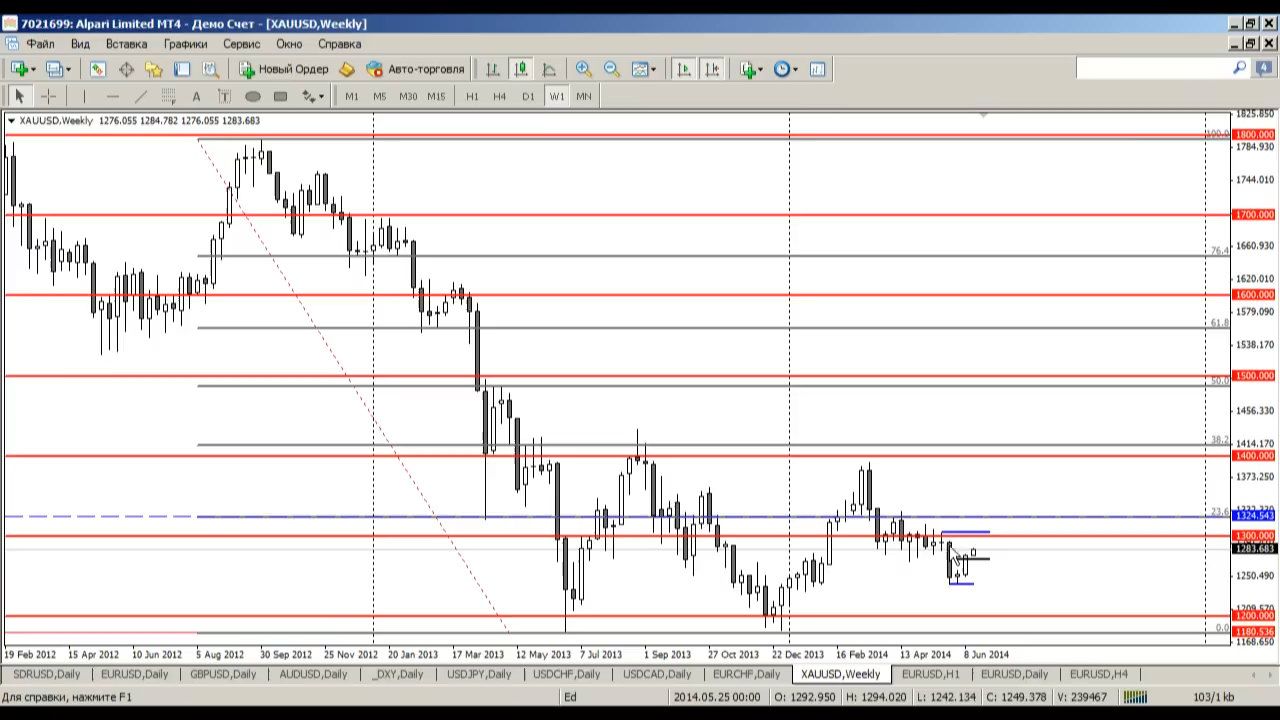 7021699: Alpari Limited MT4 - Демо Счет - [XAUUSD,Weekly]
Файл Вид Вставка Графики Сервис Окно Справка
Новый Ордер Авто-торговля 4
A T M1 M5 M30 M15 H1 H4 D1 W1 MN
XAUUSD,Weekly 1276.055 1284.782 1276.055 1283.683
1825.850
100.0 1800.000
1784.930
1744.010
1700.000
76.4 1660.930
1620.010
1600.000
61.8 1579.090
1538.170
50.0 1500.000
1456.330
38.2 1414.170
1400.000
1373.250
23.6 1324.543
1300.000
1283.683
1250.490
1209.570
1200.000
0.0 1180.536
1168.650
19 Feb 2012 15 Apr 2012 10 Jun 2012 5 Aug 2012 30 Sep 2012 25 Nov 2012 20 Jan 2013 17 Mar 2013 12 May 2013 7 Jul 2013 1 Sep 2013 27 Oct 2013 22 Dec 2013 16 Feb 2014 13 Apr 2014 8 Jun 2014
SDRUSD,Daily EURUSD,Daily GBPUSD,Daily AUDUSD,Daily _DXY,Daily USDJPY,Daily USDCHF,Daily USDCAD,Daily EURCHF,Daily XAUUSD,Weekly EURUSD,H1 EURUSD,Daily EURUSD,H4
Для справки, нажмите F1 Ed 2014.05.25 00:00 O: 1292.950 H: 1294.020 L: 1242.134 C: 1249.378 V: 239467 103/1 kb